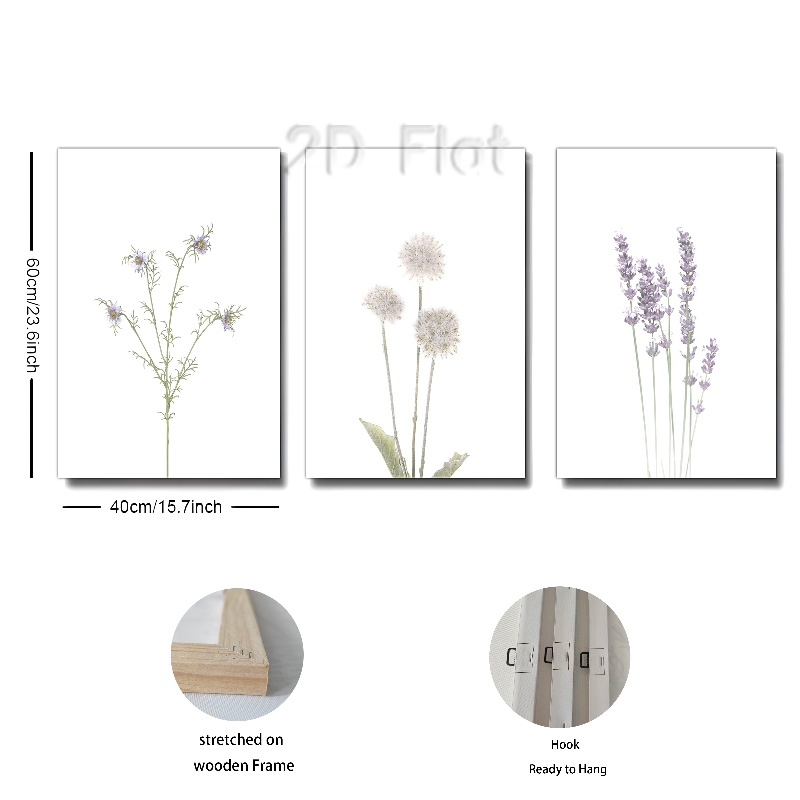 2D Flat
60cm/23.6inch
40cm/15.7inch
stretched on
wooden Frame
Hook
Ready to Hang